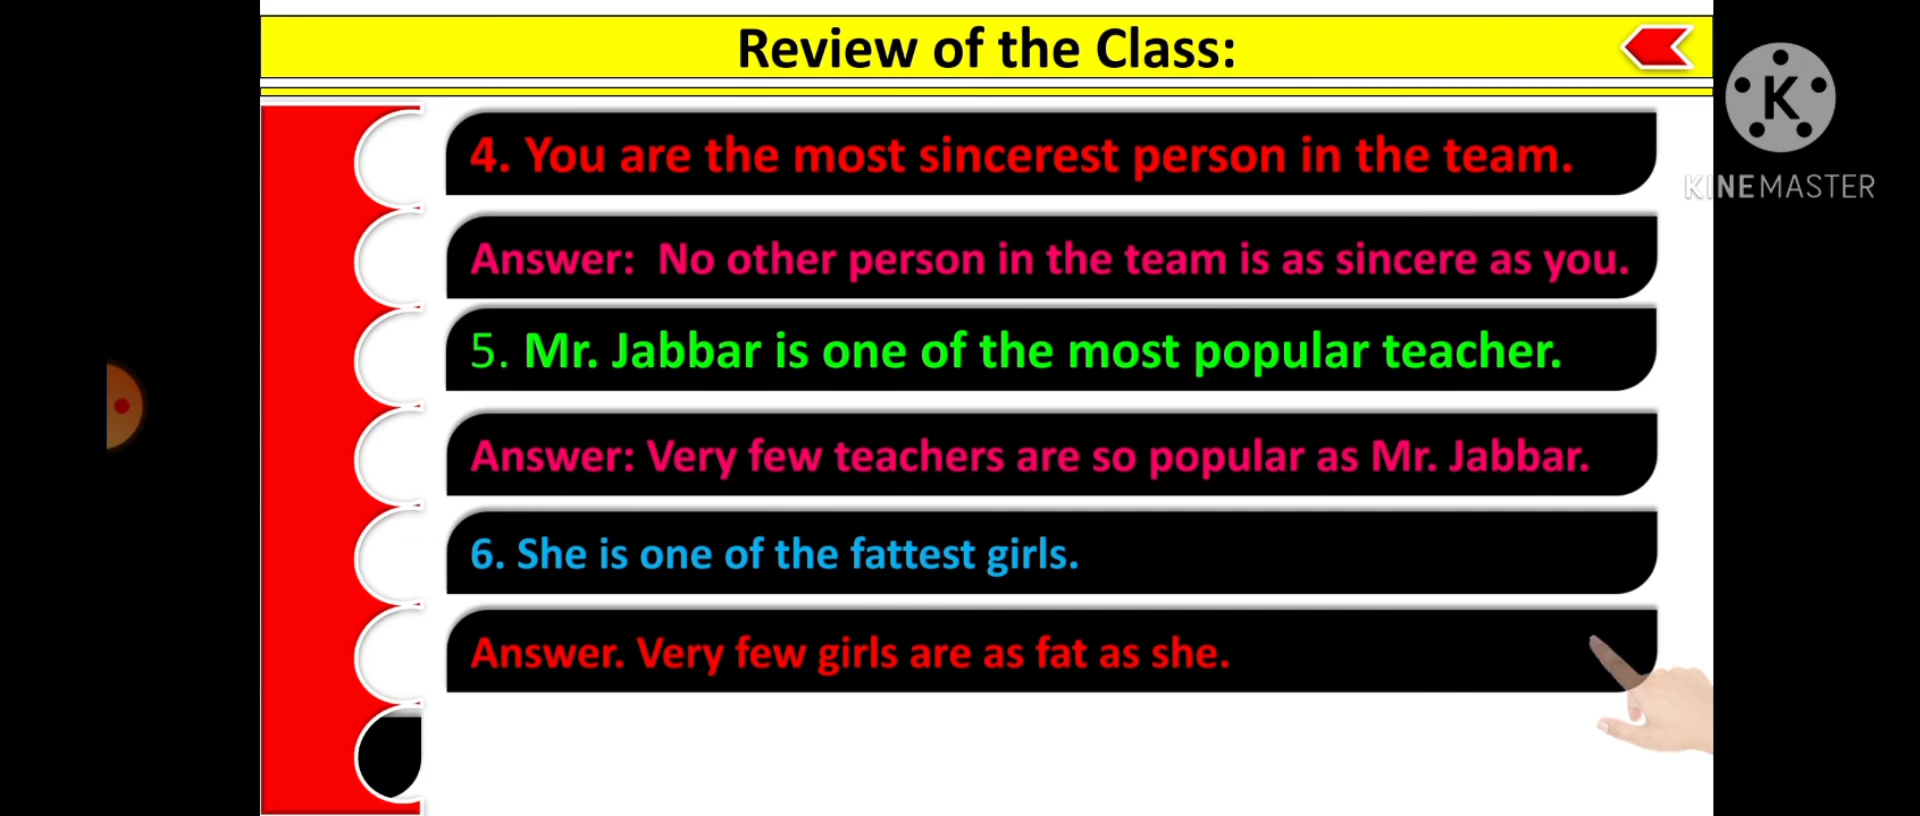 Review of the Class:
K
KINEMASTER
4. You are the most sincerest person in the team.
Answer: No other person in the team is as sincere as you.
5. Mr. Jabbar is one of the most popular teacher.
Answer: Very few teachers are so popular as Mr. Jabbar.
6. She is one of the fattest girls.
Answer. Very few girls are as fat as she.